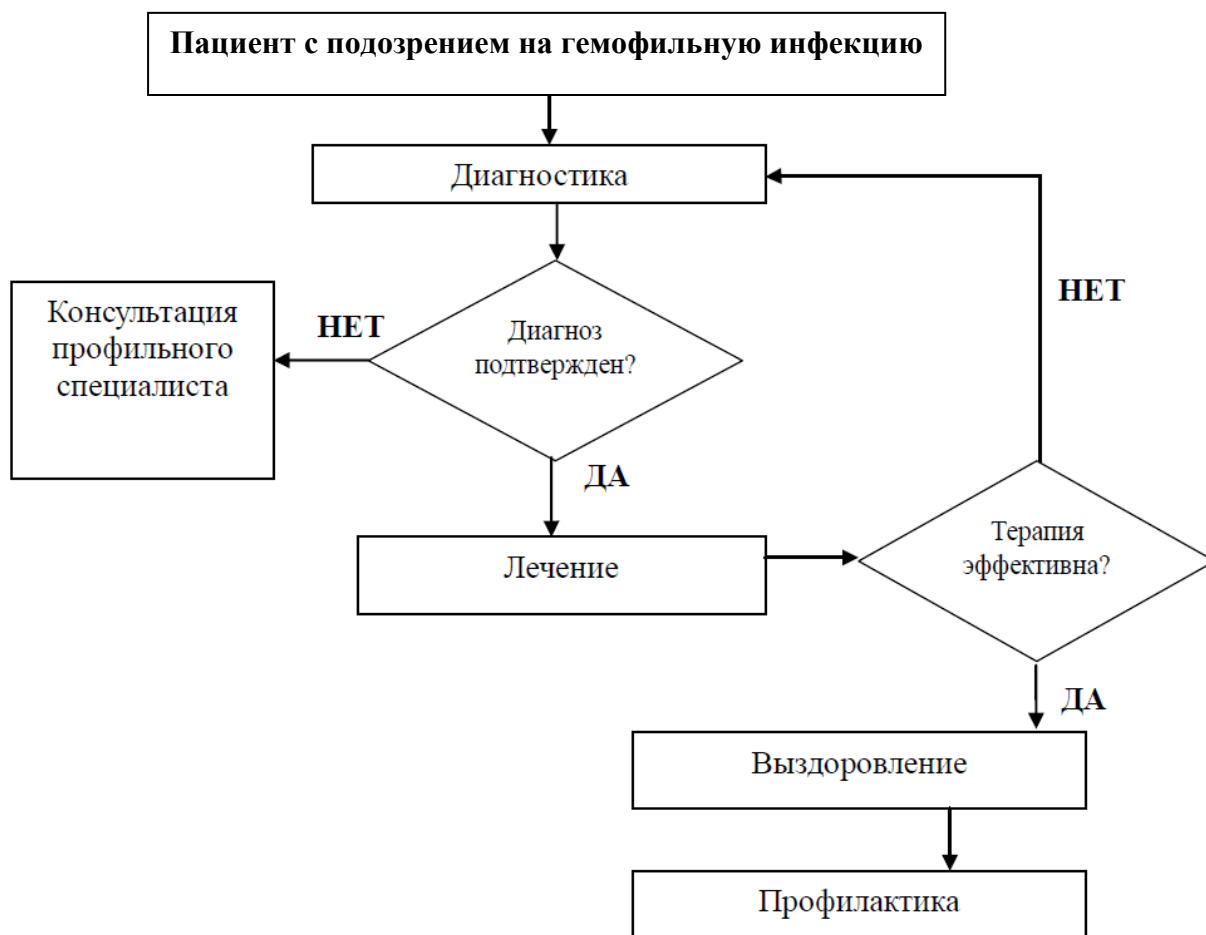 Пациент с подозрением на гемофильную инфекцию
Диагностика
Диагноз
подтвержден?
НЕТ
Консультация
профильного
специалиста
ДА
Лечение
Терапия
эффективна?
НЕТ
ДА
Выздоровление
Профилактика